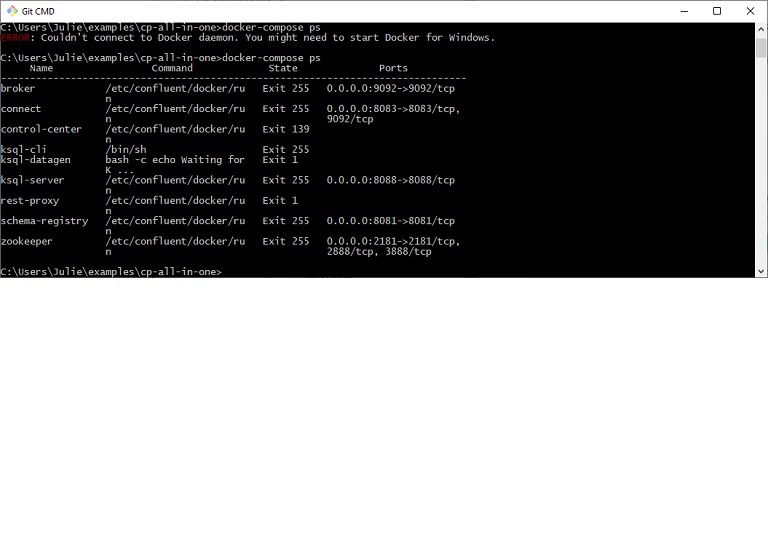 Git CMD
C:\Users\Julie\examples\cp-all-in-one>docker-compose ps
ERROR: Couldn't connect to Docker daemon. You might need to start Docker for Windows.
C:\Users\Julie\examples\cp-all-in-one>docker-compose ps
Name Command State Ports
--------------------------------------------------------------------------------
broker /etc/confluent/docker/ru Exit 255 0.0.0.0:9092->9092/tcp
n
connect /etc/confluent/docker/ru Exit 255 0.0.0.0:8083->8083/tcp,
n 9092/tcp
control-center /etc/confluent/docker/ru Exit 139
n
ksql-cli /bin/sh Exit 255
ksql-datagen bash -c echo Waiting for Exit 1
K ...
ksql-server /etc/confluent/docker/ru Exit 255 0.0.0.0:8088->8088/tcp
n
rest-proxy /etc/confluent/docker/ru Exit 1
n
schema-registry /etc/confluent/docker/ru Exit 255 0.0.0.0:8081->8081/tcp
n
zookeeper /etc/confluent/docker/ru Exit 255 0.0.0.0:2181->2181/tcp,
n 2888/tcp, 3888/tcp
C:\Users\Julie\examples\cp-all-in-one>